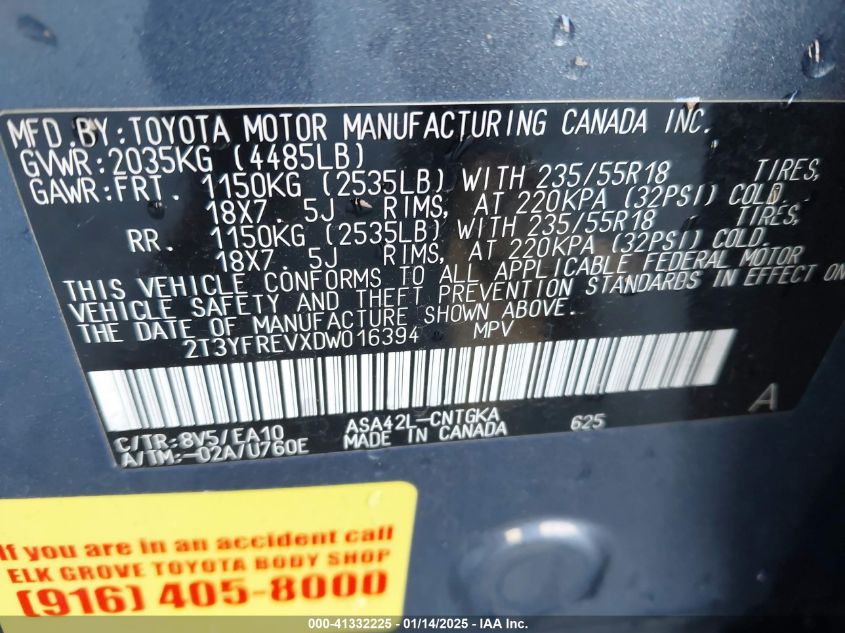 MFD.BY:TOYOTA MOTOR MANUFACTURING CANADA INC.
GVWR:2035KG (4485LB)
GAWR:FRT. 1150KG (2535LB) WITH 235/55R18 TIRES,
18X7.5J RIMS, AT 220KPA (32PSI) COLD.
RR. 1150KG (2535LB) WITH 235/55R18 TIRES,
18X7.5J RIMS, AT 220KPA (32PSI) COLD.
THIS VEHICLE CONFORMS TO ALL APPLICABLE FEDERAL MOTOR
VEHICLE SAFETY AND THEFT PREVENTION STANDARDS IN EFFECT ON
THE DATE OF MANUFACTURE SHOWN ABOVE.
2T3YFREVXDW016394 MPV
C/TR:8V5/EA10 ASA42L-CNTGKA 625 A
A/TM:-02A/U760E MADE IN CANADA
If you are in an accident call
ELK GROVE TOYOTA BODY SHOP
(916) 405-8000
000-41332225 - 01/14/2025 - IAA Inc.